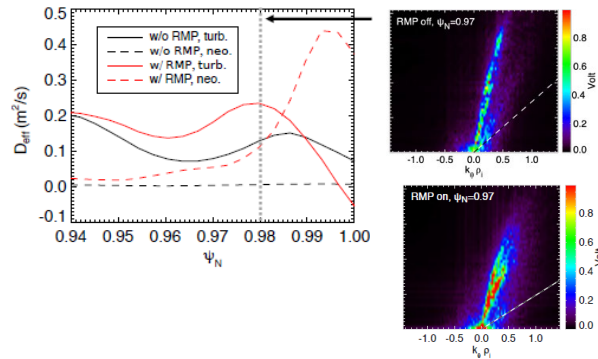 0.5
0.4
0.3
0.2
0.1
0.0
-0.1
D_eff (m²/s)
w/o RMP, turb.
w/o RMP, neo.
w/ RMP, turb.
w/ RMP, neo.
0.94 0.95 0.96 0.97 0.98 0.99 1.00
ψ_N
RMP off, ψ_N=0.97
0.8
0.6
0.4
0.2
0.0
Volt
-1.0 -0.5 0.0 0.5 1.0
k_θ ρ_i
RMP on, ψ_N=0.97
0.8
0.6
0.4
0.2
0.0
Volt
-1.0 -0.5 0.0 0.5 1.0
k_θ ρ_i